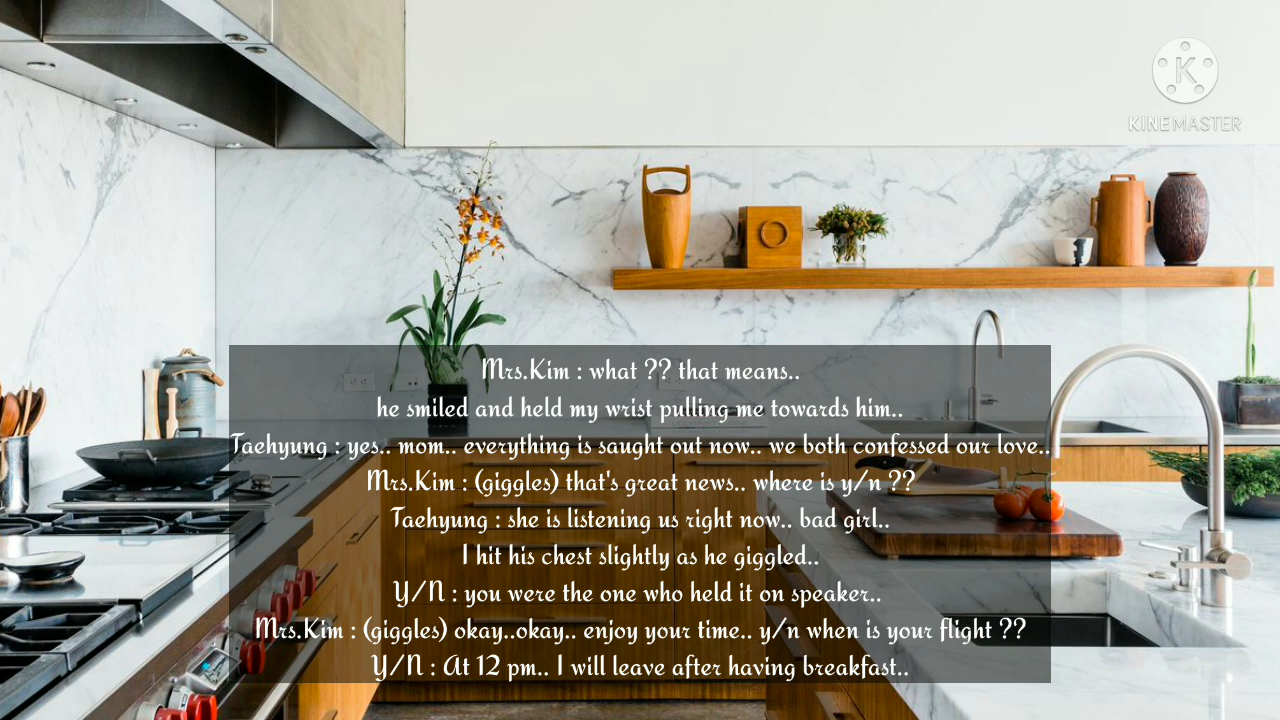 K
KINEMASTER
Mrs.Kim : what ?? that means..
he smiled and held my wrist pulling me towards him..
Taehyung : yes.. mom.. everything is saught out now.. we both confessed our love..
Mrs.Kim : (giggles) that's great news.. where is y/n ??
Taehyung : she is listening us right now.. bad girl..
I hit his chest slightly as he giggled..
Y/N : you were the one who held it on speaker..
Mrs.Kim : (giggles) okay..okay.. enjoy your time.. y/n when is your flight ??
Y/N : At 12 pm.. I will leave after having breakfast..